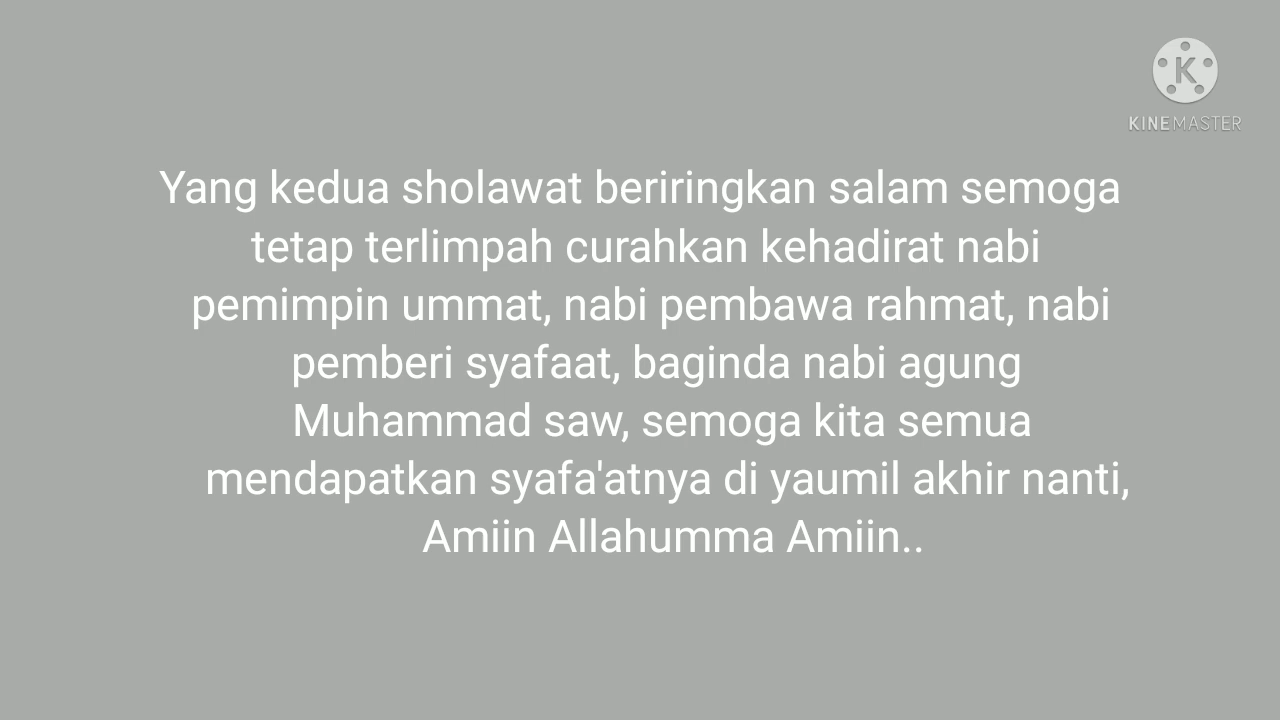 KINEMASTER
Yang kedua sholawat beriringkan salam semoga
tetap terlimpah curahkan kehadirat nabi
pemimpin ummat, nabi pembawa rahmat, nabi
pemberi syafaat, baginda nabi agung
Muhammad saw, semoga kita semua
mendapatkan syafa'atnya di yaumil akhir nanti,
Amiin Allahumma Amiin..